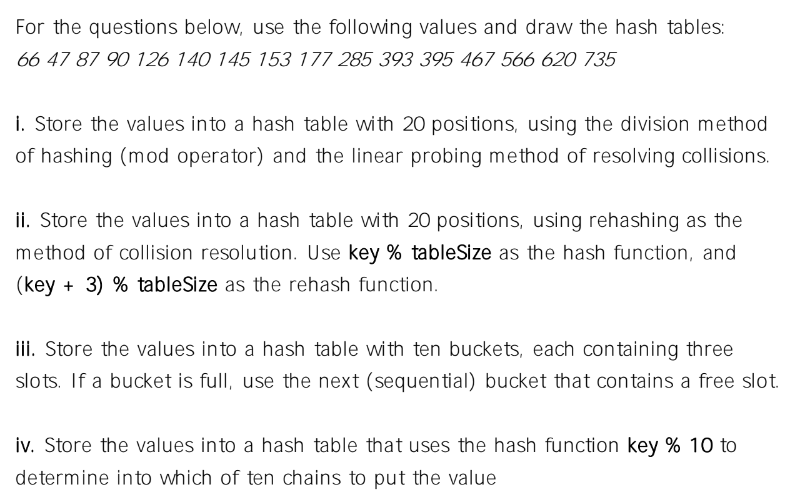 For the questions below, use the following values and draw the hash tables:
66 47 87 90 126 140 145 153 177 285 393 395 467 566 620 735
i. Store the values into a hash table with 20 positions, using the division method
of hashing (mod operator) and the linear probing method of resolving collisions.
ii. Store the values into a hash table with 20 positions, using rehashing as the
method of collision resolution. Use key % tableSize as the hash function, and
(key + 3) % tableSize as the rehash function.
iii. Store the values into a hash table with ten buckets, each containing three
slots. If a bucket is full, use the next (sequential) bucket that contains a free slot.
iv. Store the values into a hash table that uses the hash function key % 10 to
determine into which of ten chains to put the value